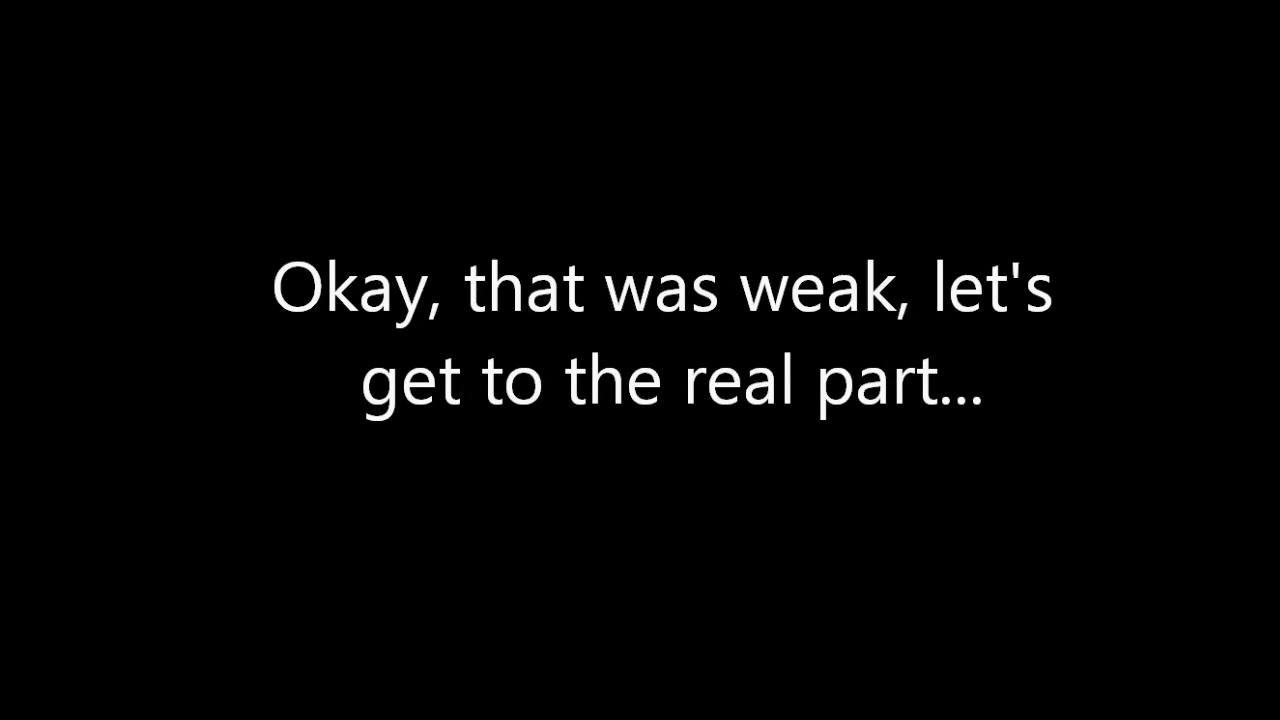 Okay, that was weak, let's
get to the real part...